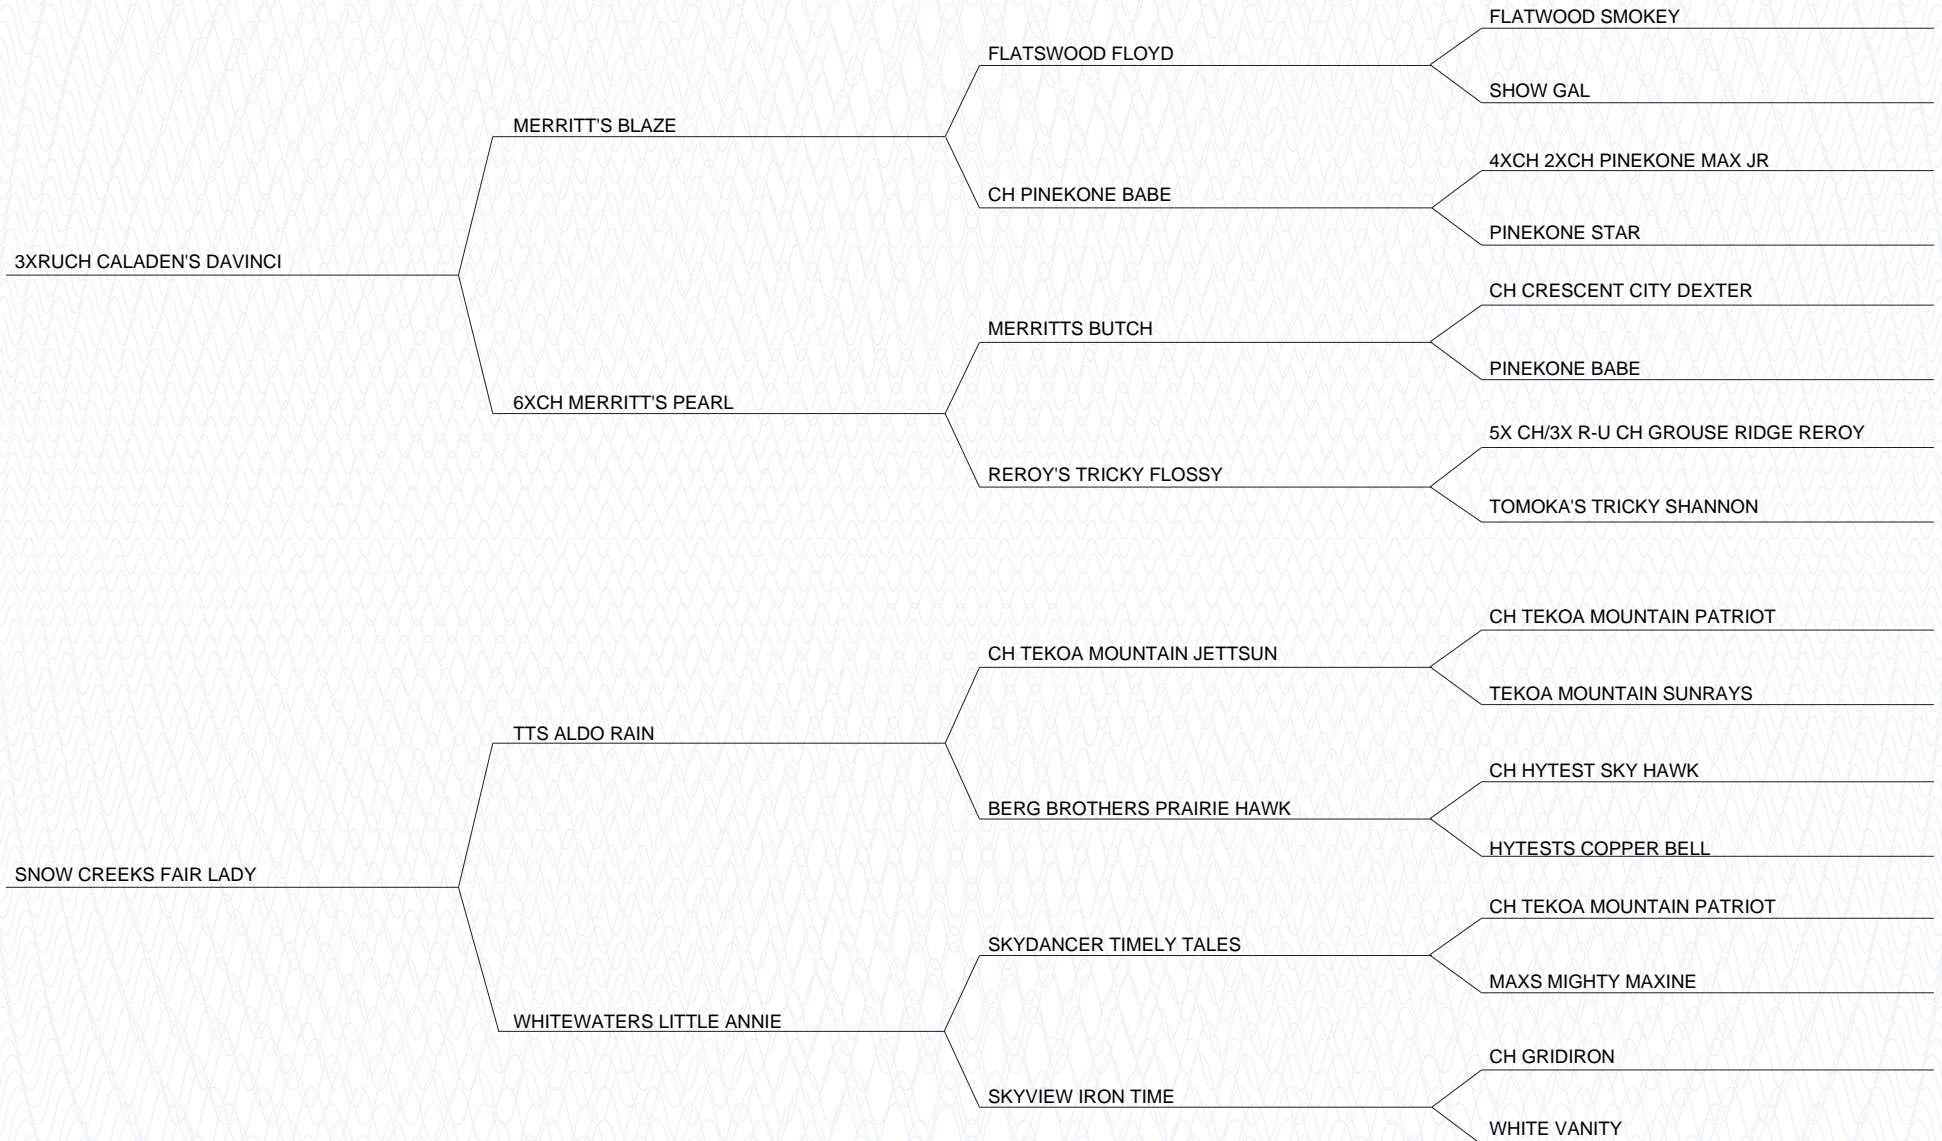 FLATWOOD SMOKEY
FLATSWOOD FLOYD
SHOW GAL
MERRITT'S BLAZE
4XCH 2XCH PINEKONE MAX JR
CH PINEKONE BABE
PINEKONE STAR
3XRUCH CALADEN'S DAVINCI
CH CRESCENT CITY DEXTER
MERRITTS BUTCH
PINEKONE BABE
6XCH MERRITT'S PEARL
5X CH/3X R-U CH GROUSE RIDGE REROY
REROY'S TRICKY FLOSSY
TOMOKA'S TRICKY SHANNON
CH TEKOA MOUNTAIN PATRIOT
CH TEKOA MOUNTAIN JETTSUN
TEKOA MOUNTAIN SUNRAYS
TTS ALDO RAIN
CH HYTEST SKY HAWK
BERG BROTHERS PRAIRIE HAWK
HYTESTS COPPER BELL
SNOW CREEKS FAIR LADY
CH TEKOA MOUNTAIN PATRIOT
SKYDANCER TIMELY TALES
MAXS MIGHTY MAXINE
WHITEWATERS LITTLE ANNIE
CH GRIDIRON
SKYVIEW IRON TIME
WHITE VANITY